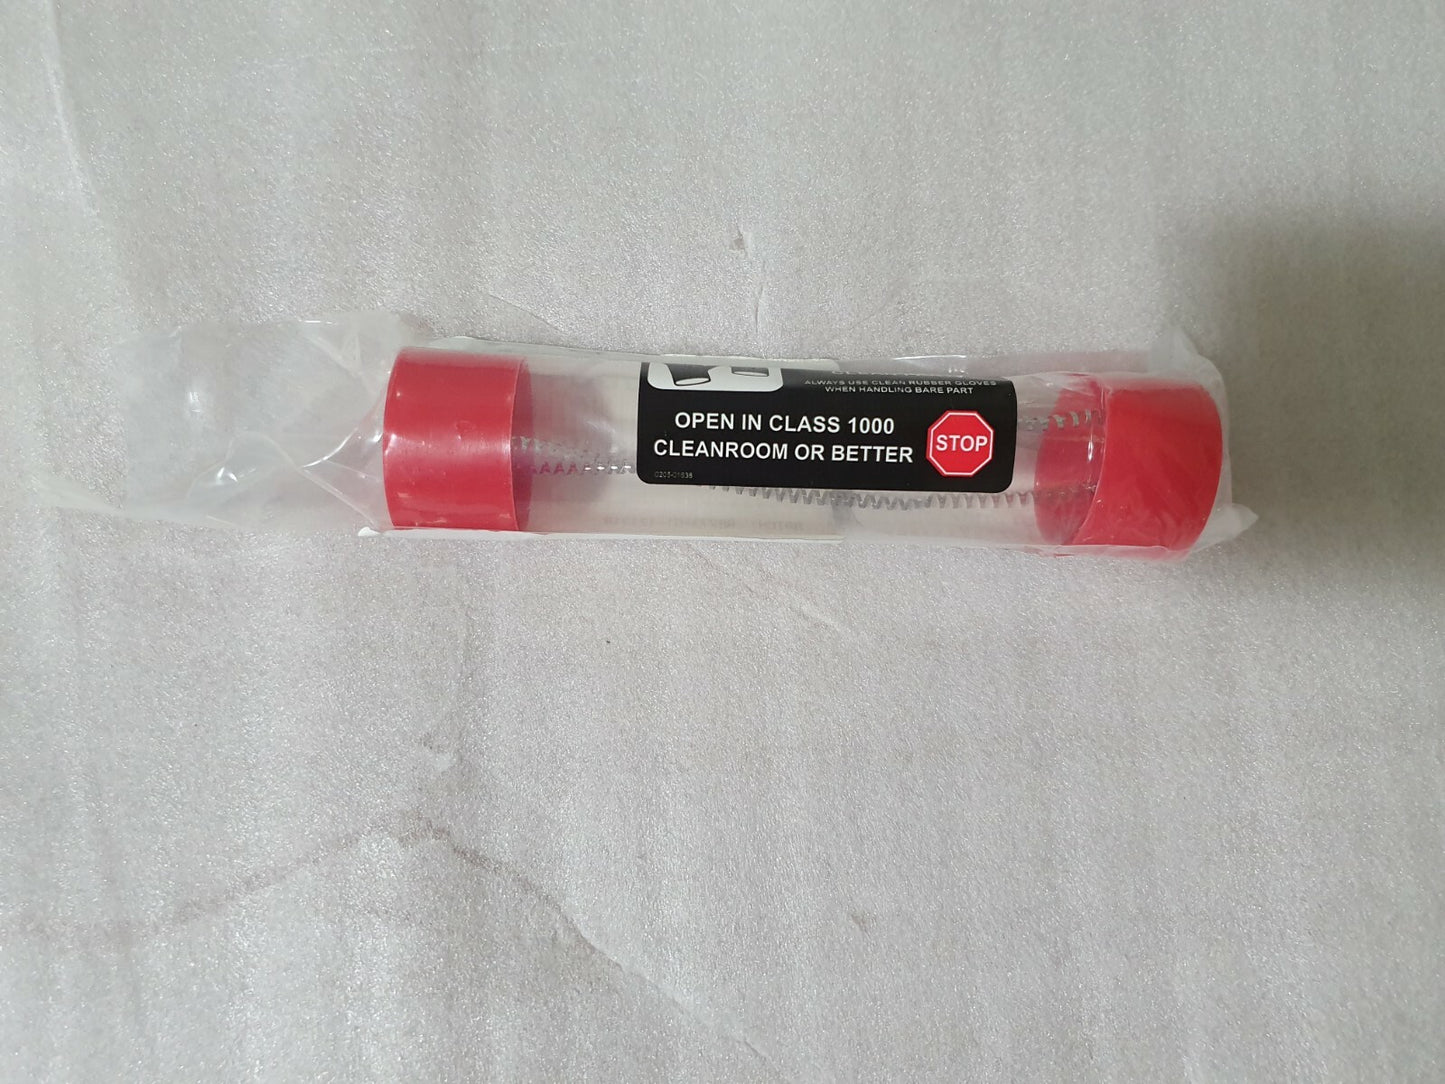 ALWAYS USE CLEAN RUBBER GLOVES
WHEN HANDLING BARE PART
OPEN IN CLASS 1000
CLEANROOM OR BETTER
STOP